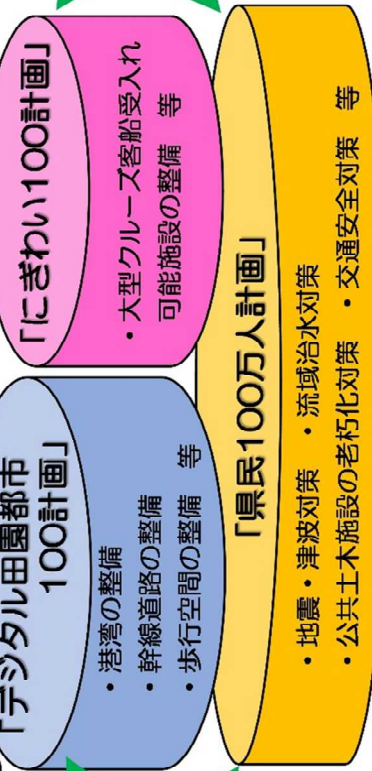 「デジタル田園都市
100計画」
・港湾の整備
・幹線道路の整備
・歩行空間の整備　等
「にぎわい100計画」
・大型クルーズ客船受入れ
可能施設の整備　等
「県民100万人計画」
・地震・津波対策　・流域治水対策
・公共土木施設の老朽化対策　・交通安全対策　等